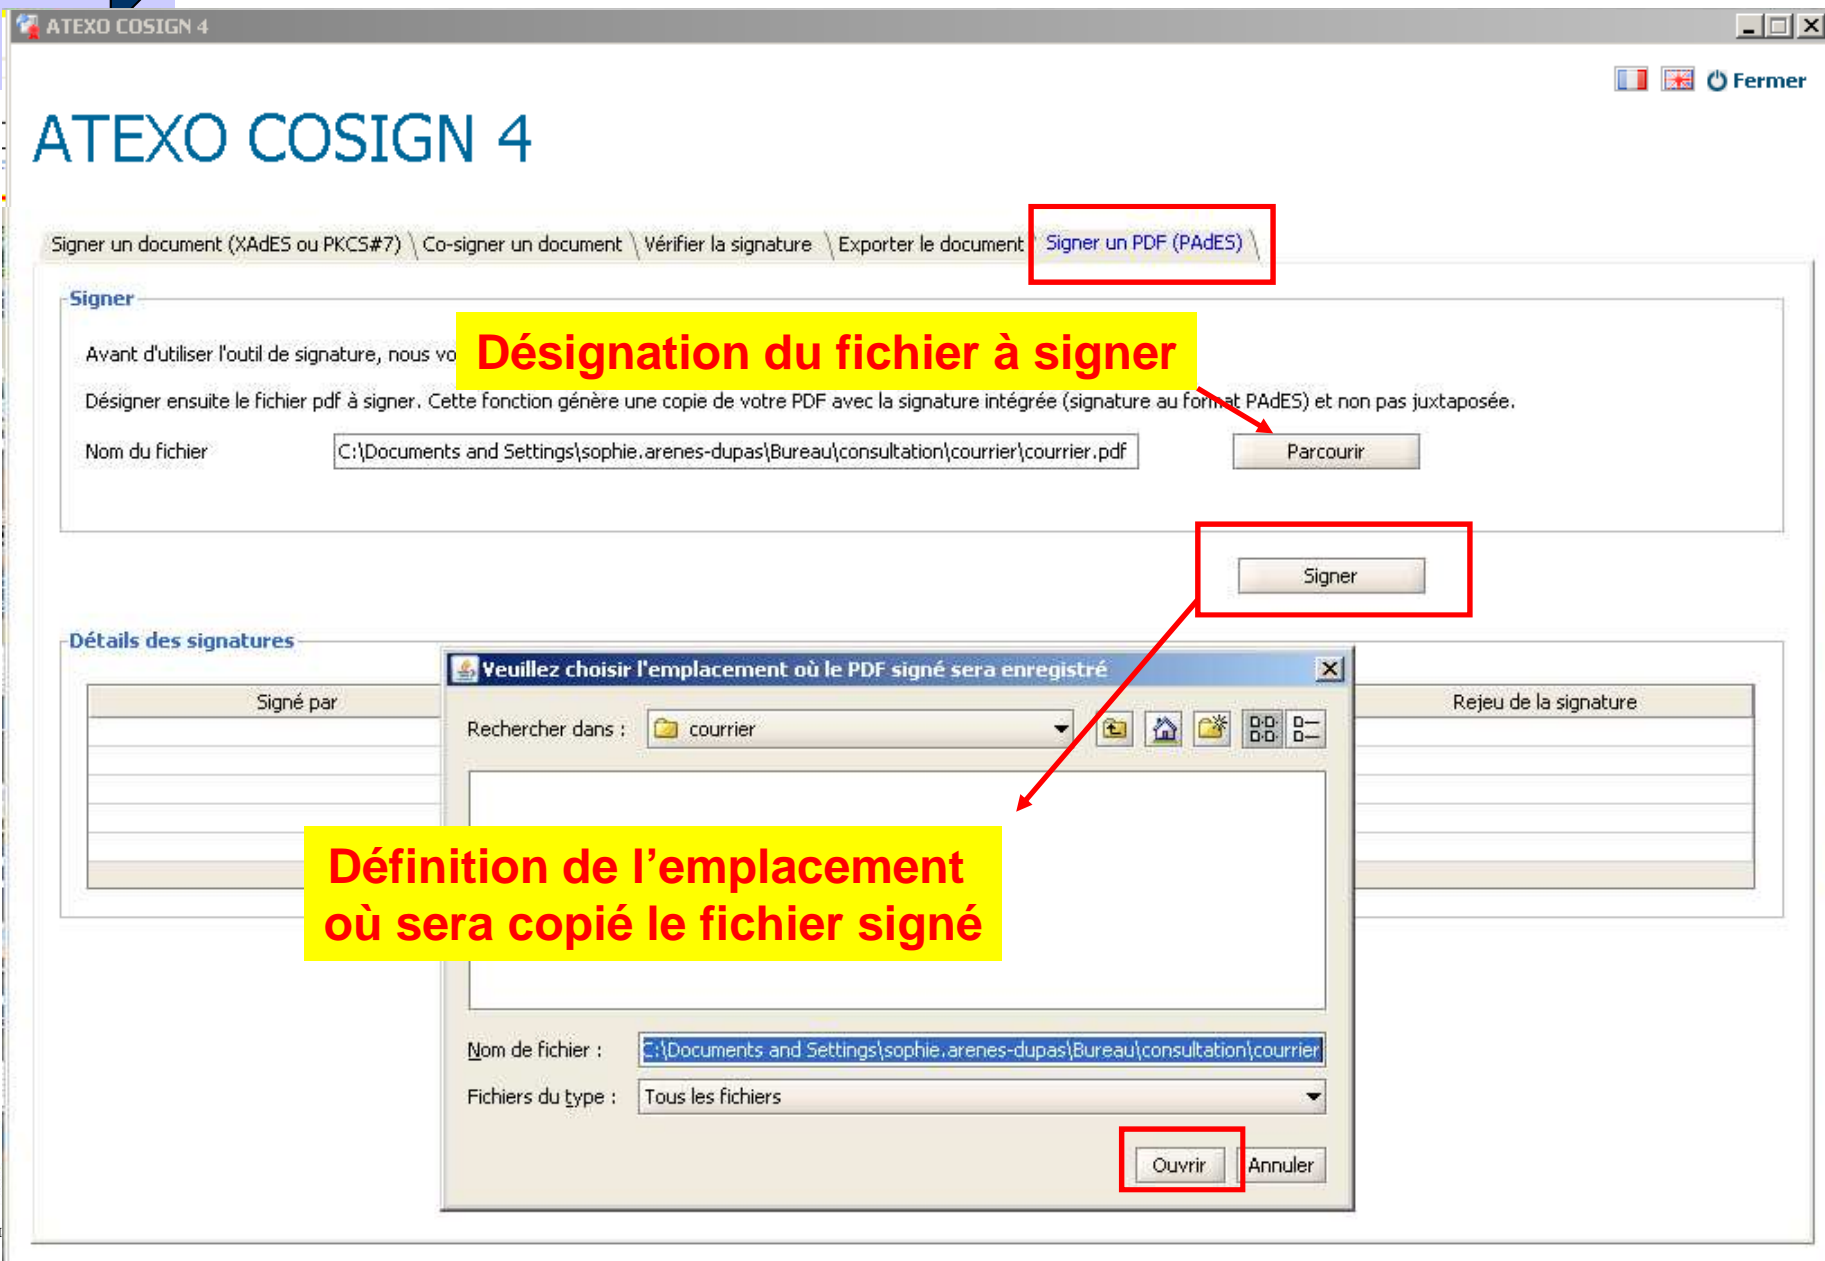 ATEXO COSIGN 4
Fermer
ATEXO COSIGN 4
Signer un document (XAdES ou PKCS#7) \ Co-signer un document \ Vérifier la signature \ Exporter le document Signer un PDF (PAdES) \
Signer
Avant d'utiliser l'outil de signature, nous
Désignation du fichier à signer
Désigner ensuite le fichier pdf à signer. Cette fonction génère une copie de votre PDF avec la signature intégrée (signature au format PAdES) et non pas juxtaposée.
Nom du fichier C:\Documents and Settings\sophie.arenes-dupas\Bureau\consultation\courrier\courrier.pdf Parcourir
Signer
Détails des signatures
Veuillez choisir l'emplacement où le PDF signé sera enregistré
Signé par Rejeu de la signature
Rechercher dans : courrier
Définition de l’emplacement
où sera copié le fichier signé
Nom de fichier : C:\Documents and Settings\sophie.arenes-dupas\Bureau\consultation\courrier
Fichiers du type : Tous les fichiers
Ouvrir Annuler